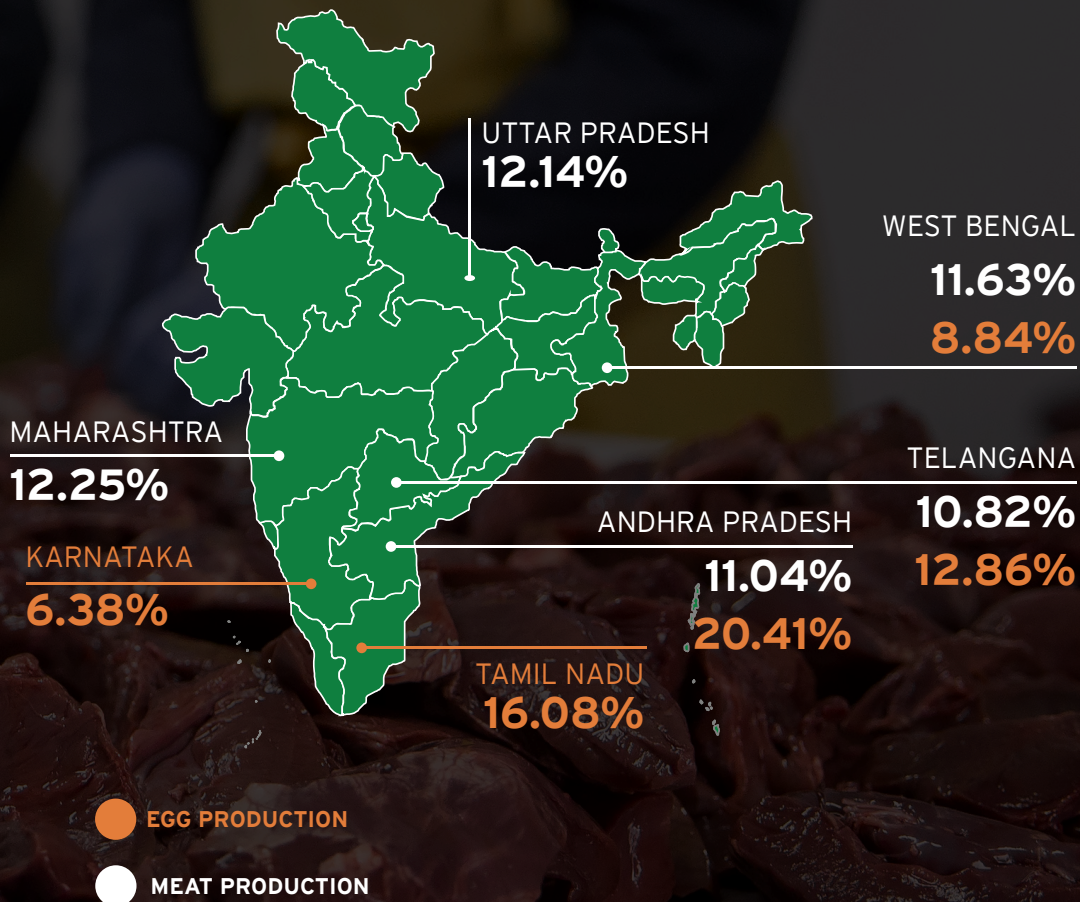 UTTAR PRADESH
12.14%
WEST BENGAL
11.63%
8.84%
MAHARASHTRA
12.25%
TELANGANA
10.82%
12.86%
ANDHRA PRADESH
11.04%
20.41%
KARNATAKA
6.38%
TAMIL NADU
16.08%
EGG PRODUCTION
MEAT PRODUCTION